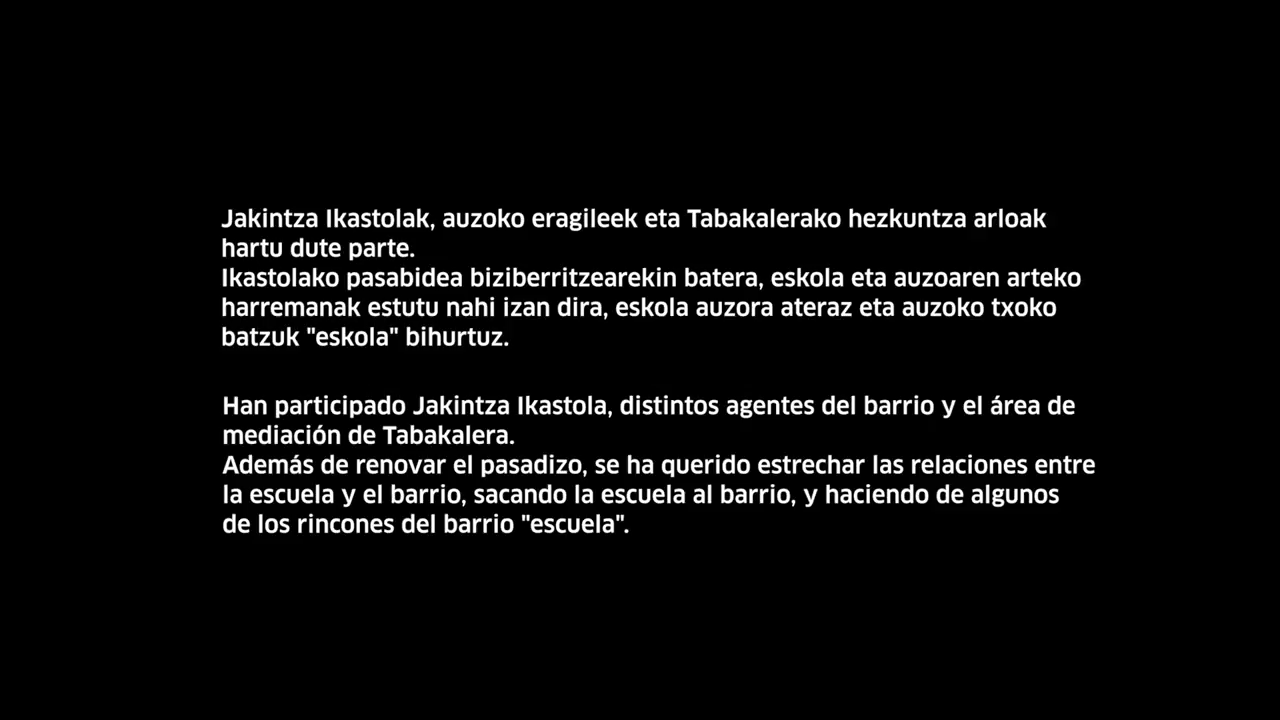 Jakintza Ikastolak, auzoko eragileek eta Tabakalerako hezkuntza arloak
hartu dute parte.
Ikastolako pasabidea biziberritzearekin batera, eskola eta auzoaren arteko
harremanak estutu nahi izan dira, eskola auzora ateraz eta auzoko txoko
batzuk "eskola" bihurtuz.
Han participado Jakintza Ikastola, distintos agentes del barrio y el área de
mediación de Tabakalera.
Además de renovar el pasadizo, se ha querido estrechar las relaciones entre
la escuela y el barrio, sacando la escuela al barrio, y haciendo de algunos
de los rincones del barrio "escuela".